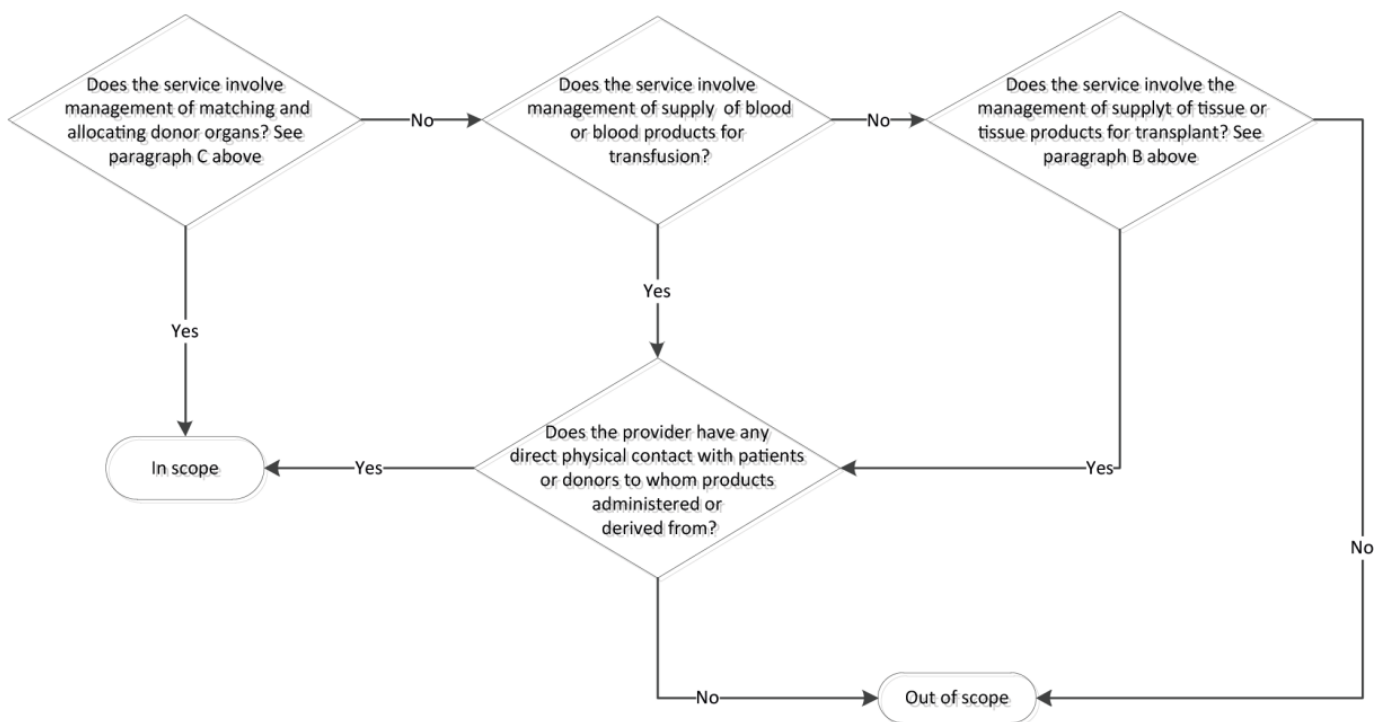 Does the service involve
management of matching and
allocating donor organs? See
paragraph C above
No
Does the service involve
management of supply of blood
or blood products for
transfusion?
No
Does the service involve the
management of supplyt of tissue or
tissue products for transplant? See
paragraph B above
Yes
Yes
In scope
Yes
Does the provider have any
direct physical contact with patients
or donors to whom products
administered or
derived from?
Yes
No
No
Out of scope